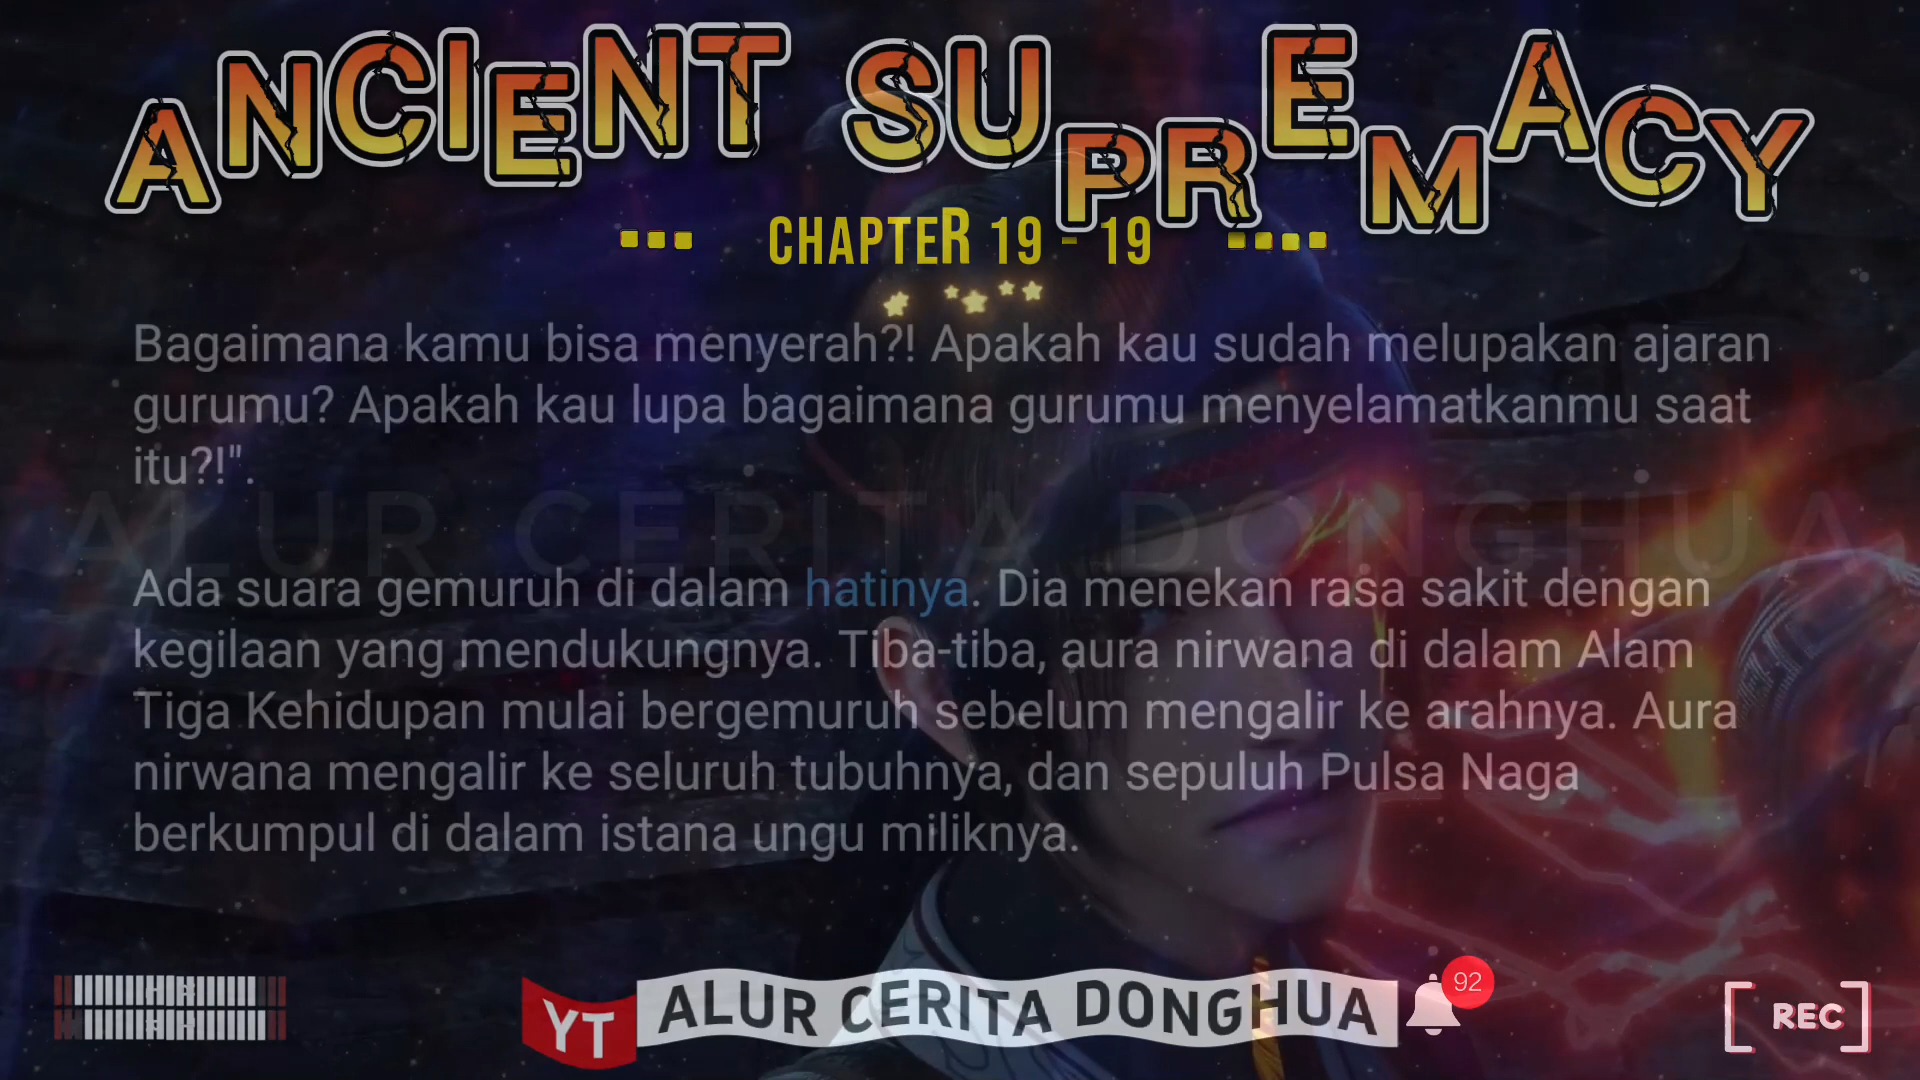 ANCIENT SUPREMACY
CHAPTER 19 - 19
Bagaimana kamu bisa menyerah?! Apakah kau sudah melupakan ajaran
gurumu? Apakah kau lupa bagaimana gurumu menyelamatkanmu saat
itu?!".
ALUR CERITA DONGHUA
Ada suara gemuruh di dalam hatinya. Dia menekan rasa sakit dengan
kegilaan yang mendukungnya. Tiba-tiba, aura nirwana di dalam Alam
Tiga Kehidupan mulai bergemuruh sebelum mengalir ke arahnya. Aura
nirwana mengalir ke seluruh tubuhnya, dan sepuluh Pulsa Naga
berkumpul di dalam istana ungu miliknya.
YT ALUR CERITA DONGHUA 92
REC